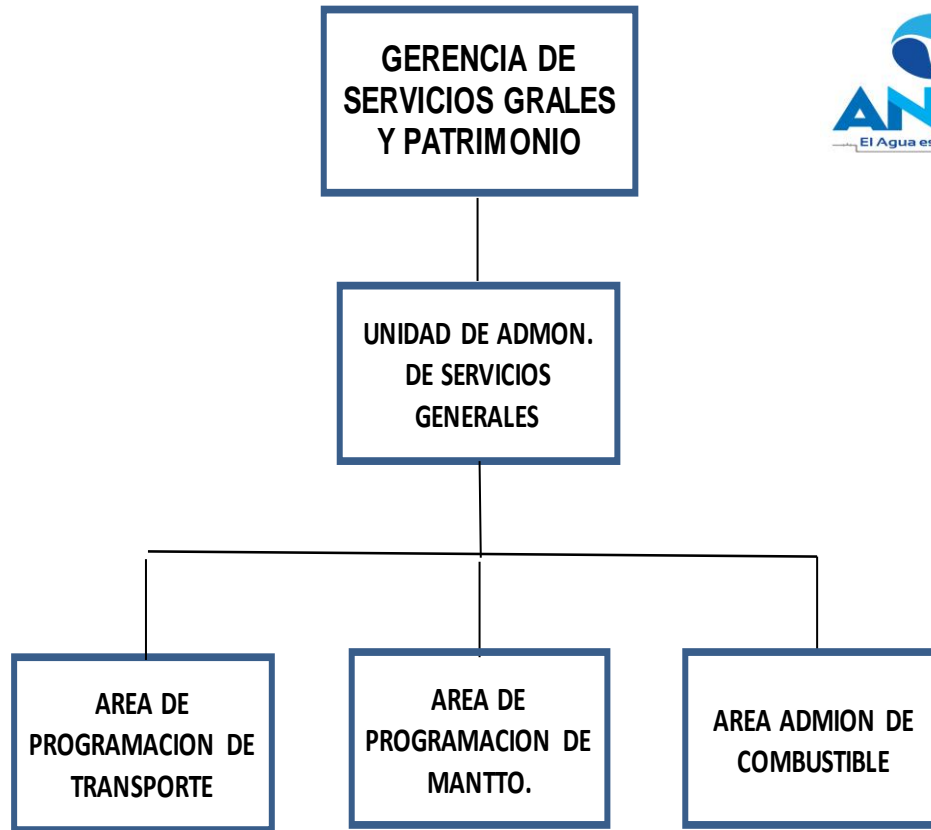 GERENCIA DE
SERVICIOS GRALES
Y PATRIMONIO
El Agua es
UNIDAD DE ADMON.
DE SERVICIOS
GENERALES
AREA DE
PROGRAMACION DE
TRANSPORTE
AREA DE
PROGRAMACION DE
MANTTO.
AREA ADMION DE
COMBUSTIBLE